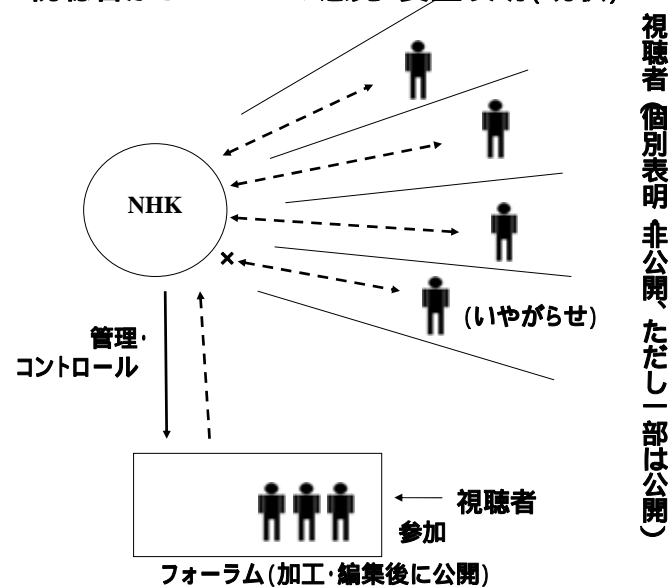 NHK
(いやがらせ)
管理・
コントロール
視聴者
参加
フォーラム(加工・編集後に公開)
視聴者(個別表明・非公開、ただし一部は公開)